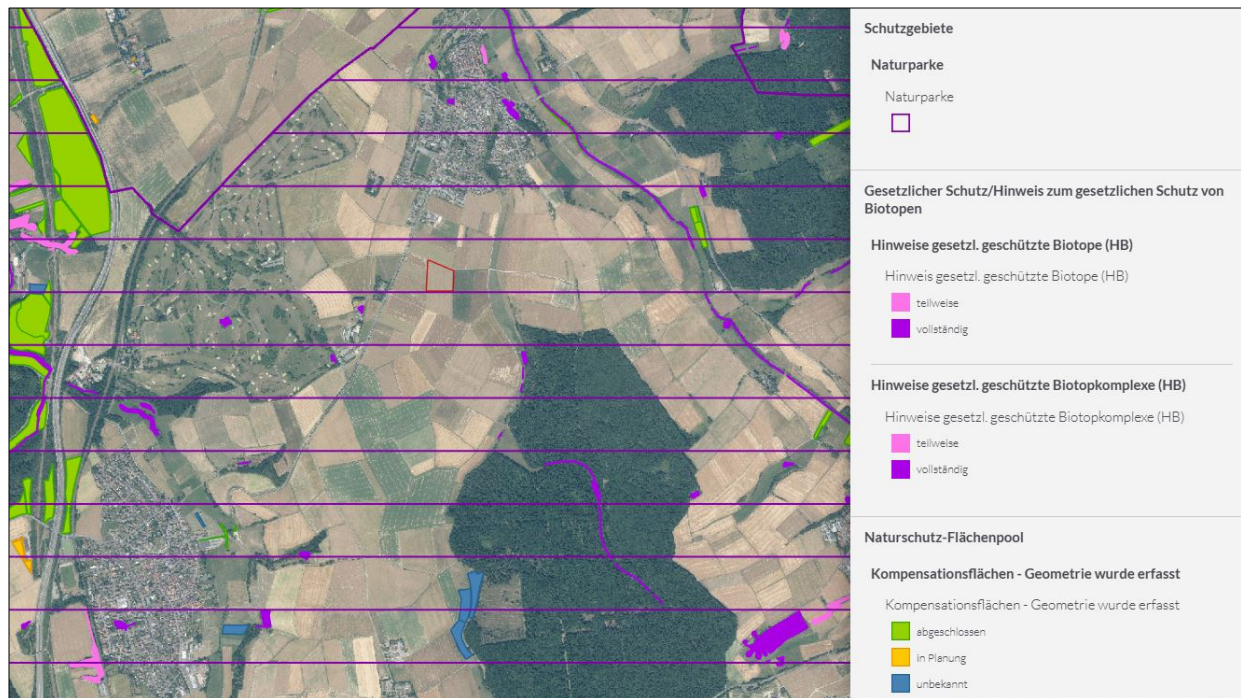 Schutzgebiete
Naturparke
Naturparke
Gesetzlicher Schutz/Hinweis zum gesetzlichen Schutz von
Biotopen
Hinweise gesetzl. geschützte Biotope (HB)
Hinweis gesetzl. geschützte Biotope (HB)
teilweise
vollständig
Hinweise gesetzl. geschützte Biotopkomplexe (HB)
Hinweise gesetzl. geschützte Biotopkomplexe (HB)
teilweise
vollständig
Naturschutz-Flächenpool
Kompensationsflächen - Geometrie wurde erfasst
Kompensationsflächen - Geometrie wurde erfasst
abgeschlossen
in Planung
unbekannt